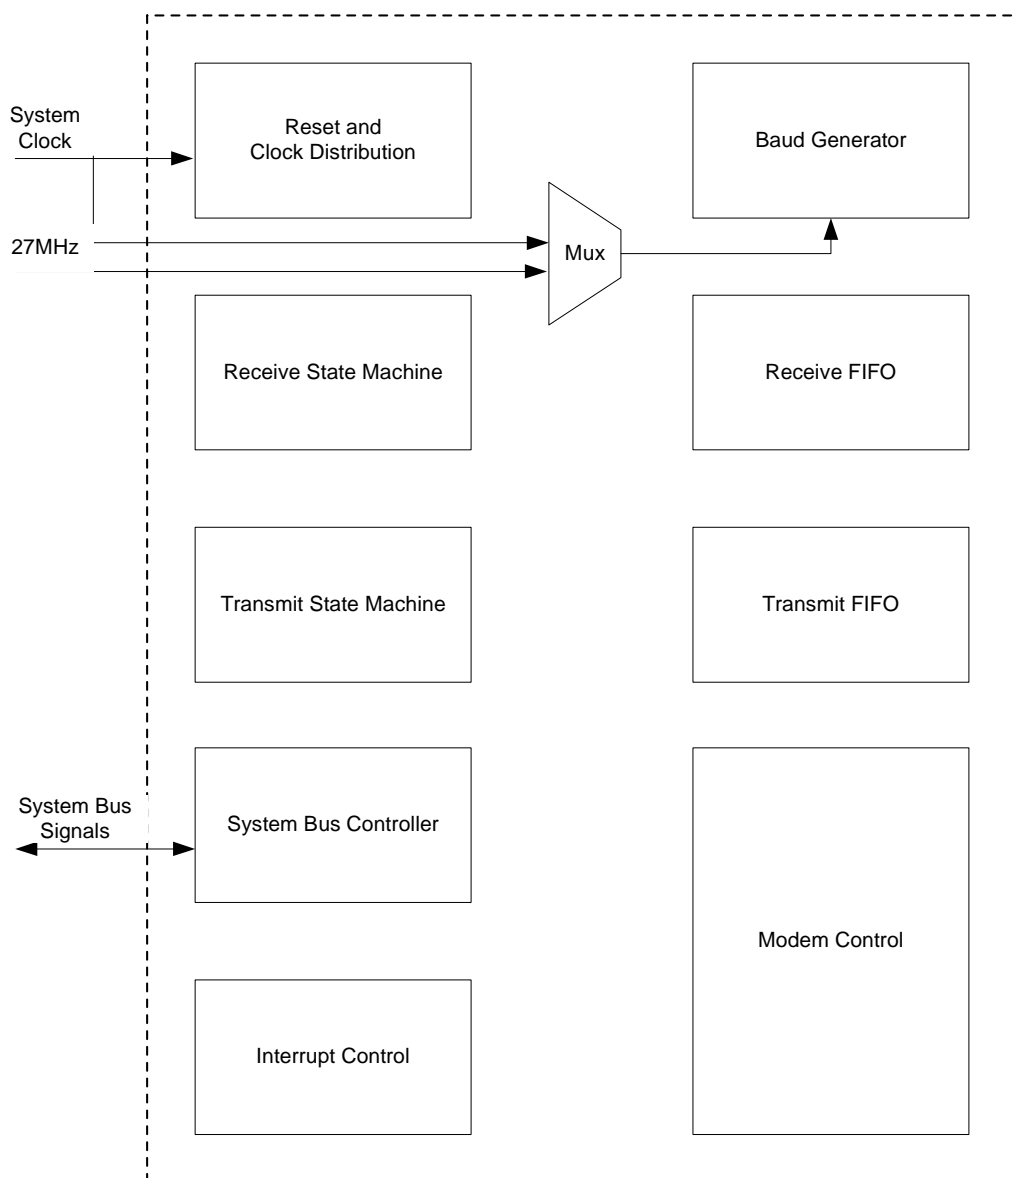 System
Clock
Reset and
Clock Distribution
Baud Generator
27MHz
Mux
Receive State Machine
Receive FIFO
Transmit State Machine
Transmit FIFO
System Bus
Signals
System Bus Controller
Modem Control
Interrupt Control